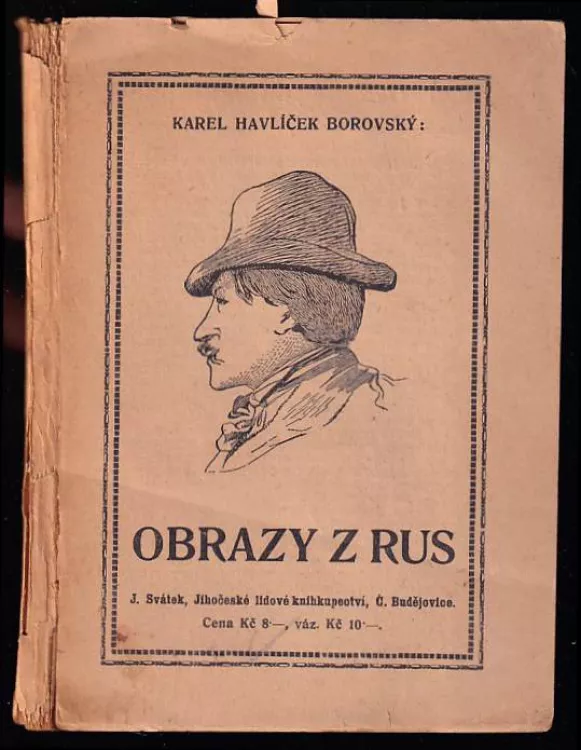 KAREL HAVLÍČEK BOROVSKÝ:
OBRAZY Z RUS
J. Svátek, Jihočeské lidové knihkupectví, Č. Budějovice.
Cena Kč 8·—, váz. Kč 10·—.